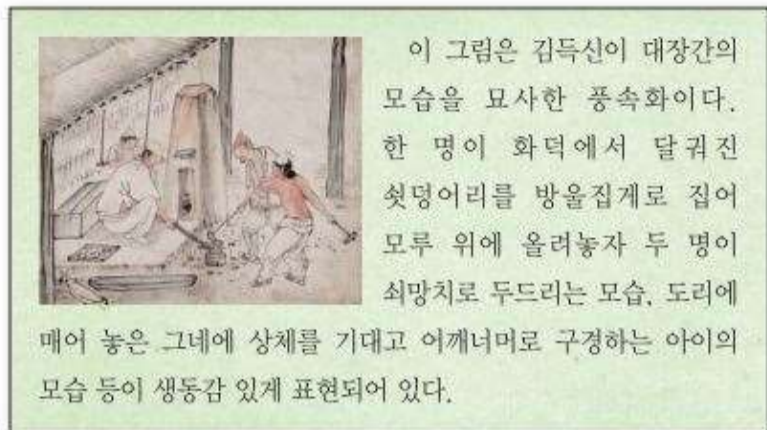 이 그림은 김득신이 대장간의
모습을 묘사한 풍속화이다.
한 명이 화덕에서 달궈진
쇳덩어리를 방울집게로 집어
모루 위에 올려놓자 두 명이
쇠망치로 두드리는 모습, 도리에
매어 놓은 그네에 상체를 기대고 어깨너머로 구경하는 아이의
모습 등이 생동감 있게 표현되어 있다.